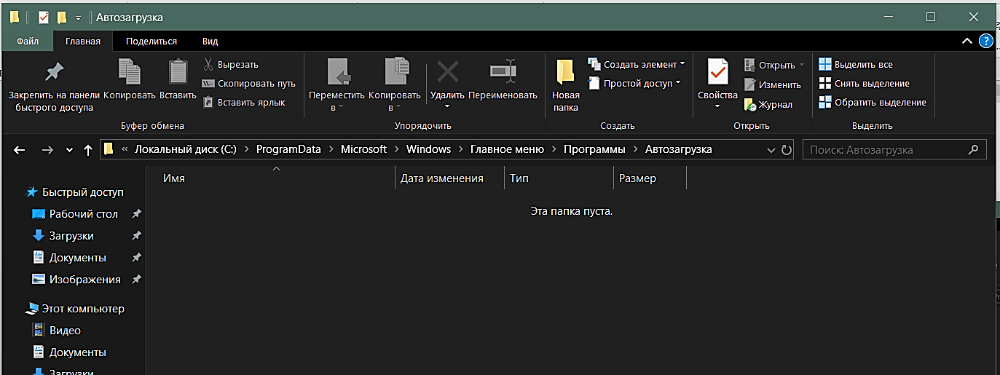 Автозагрузка
Файл
Главная
Поделиться
Вид
Закрепить на панели
быстрого доступа
Копировать
Вставить
Вырезать
Скопировать путь
Вставить ярлык
Буфер обмена
Переместить
в
Копировать
в
Удалить
Переименовать
Упорядочить
Новая
папка
Создать элемент
Простой доступ
Создать
Свойства
Открыть
Изменить
Журнал
Открыть
Выделить все
Снять выделение
Обратить выделение
Выделить
« Локальный диск (C:) > ProgramData > Microsoft > Windows > Главное меню > Программы > Автозагрузка
Поиск: Автозагрузка
Имя
Дата изменения
Тип
Размер
Эта папка пуста.
Быстрый доступ
Рабочий стол
Загрузки
Документы
Изображения
Этот компьютер
Видео
Документы
Загрузки